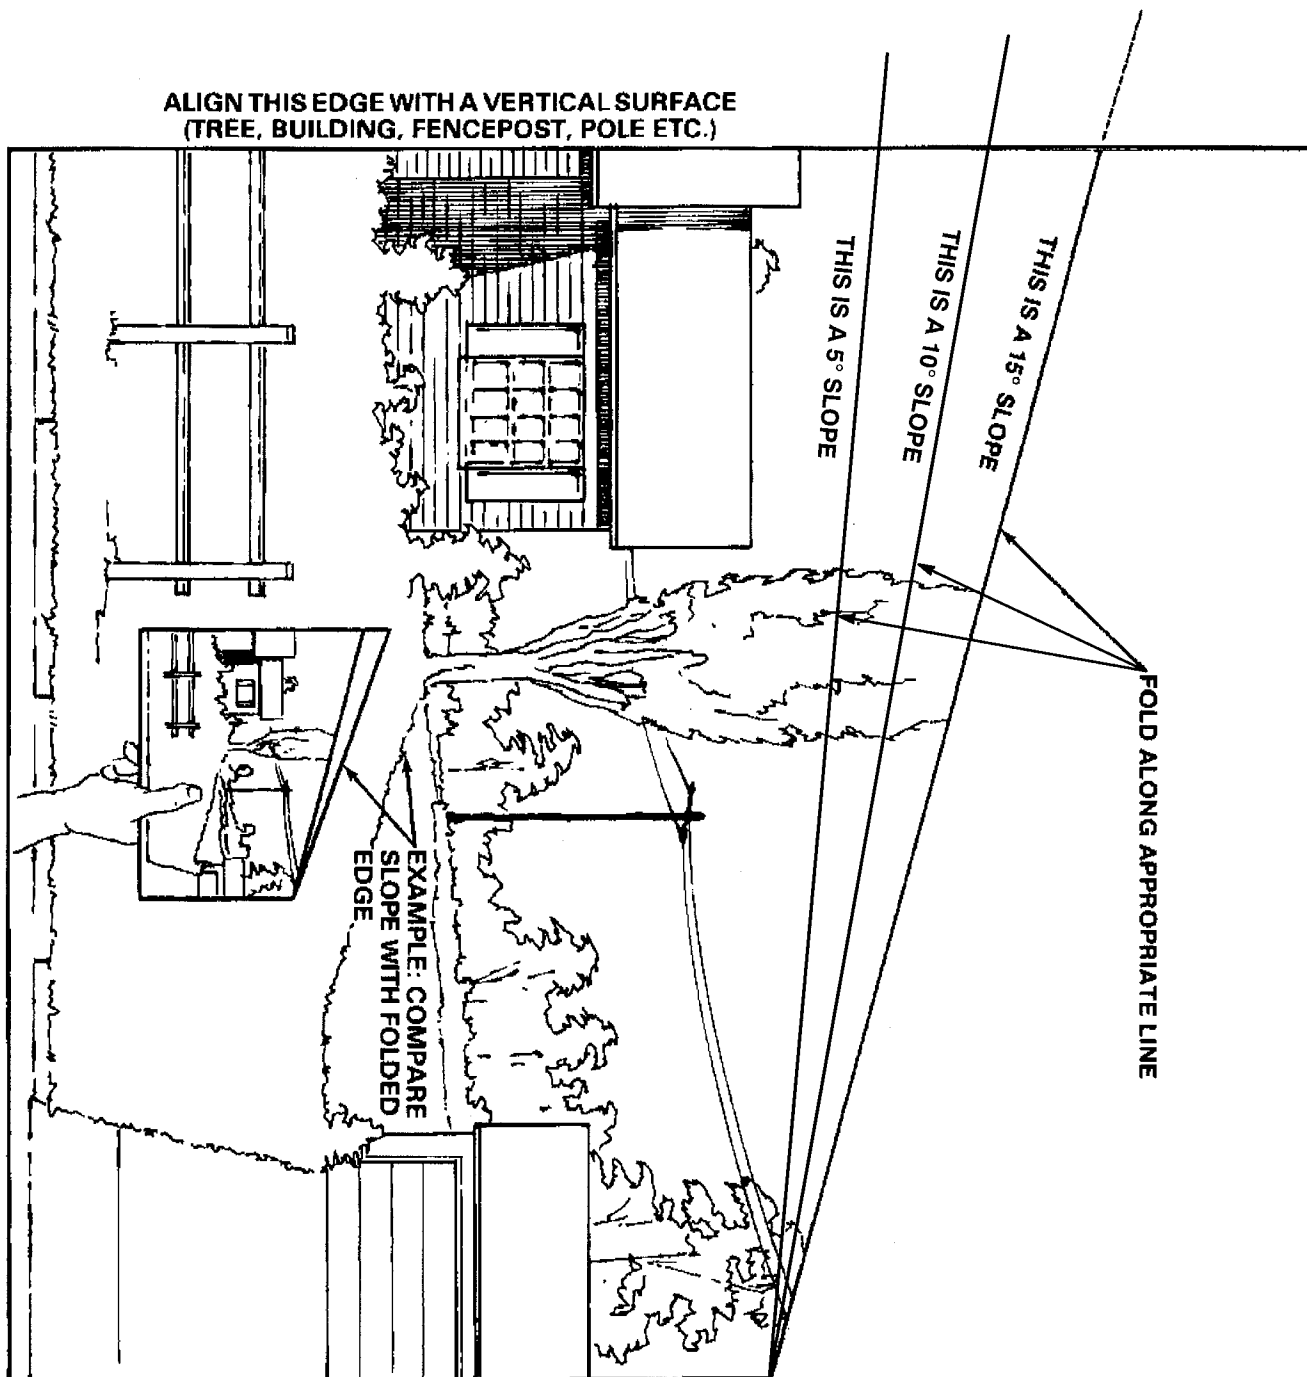 ALIGN THIS EDGE WITH A VERTICAL SURFACE
(TREE, BUILDING, FENCEPOST, POLE ETC.)
THIS IS A 5° SLOPE
THIS IS A 10° SLOPE
THIS IS A 15° SLOPE
FOLD ALONG APPROPRIATE LINE
EXAMPLE: COMPARE
SLOPE WITH FOLDED
EDGE